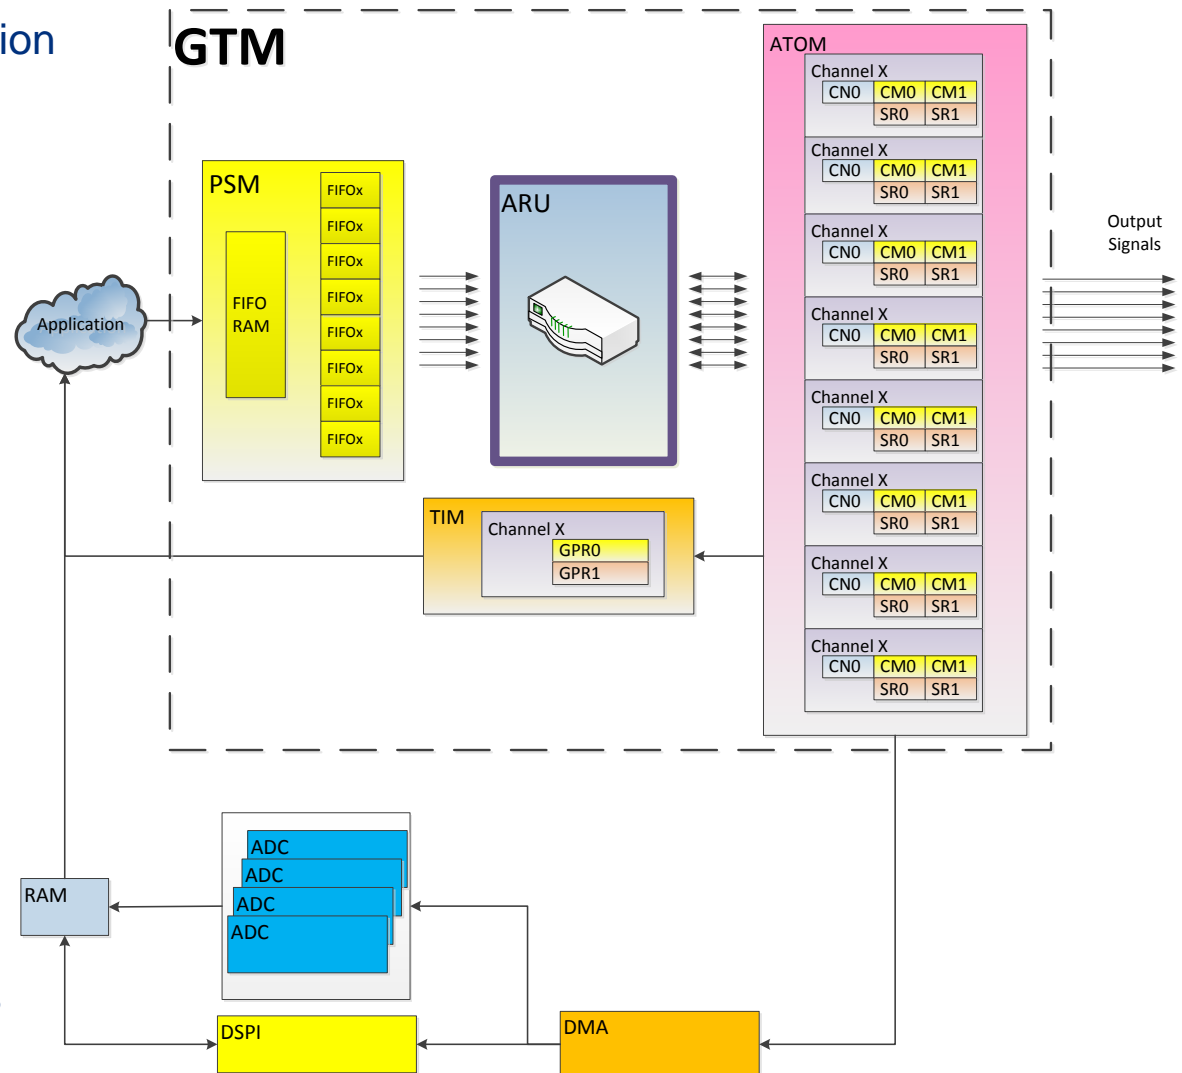 ion
GTM
ATOM
Channel X
CN0 CM0 CM1
SR0 SR1
Channel X
CN0 CM0 CM1
SR0 SR1
Channel X
CN0 CM0 CM1
SR0 SR1
Channel X
CN0 CM0 CM1
SR0 SR1
Channel X
CN0 CM0 CM1
SR0 SR1
Channel X
CN0 CM0 CM1
SR0 SR1
Channel X
CN0 CM0 CM1
SR0 SR1
Channel X
CN0 CM0 CM1
SR0 SR1
PSM
FIFO
RAM
FIFOx
FIFOx
FIFOx
FIFOx
FIFOx
FIFOx
FIFOx
FIFOx
ARU
Output
Signals
Application
TIM
Channel X
GPR0
GPR1
ADC
ADC
ADC
ADC
RAM
DSPI
DMA